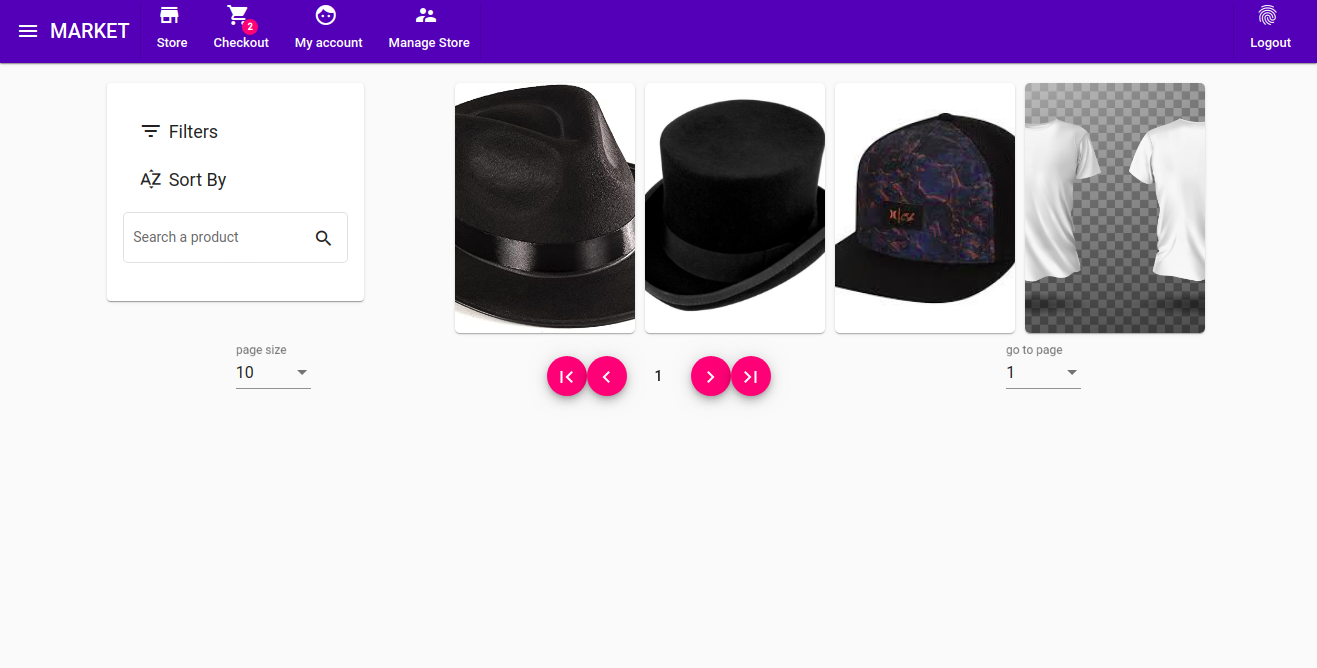 MARKET
Store
2
Checkout
My account
Manage Store
Logout
Filters
AZ Sort By
Search a product
page size
10
1
go to page
1